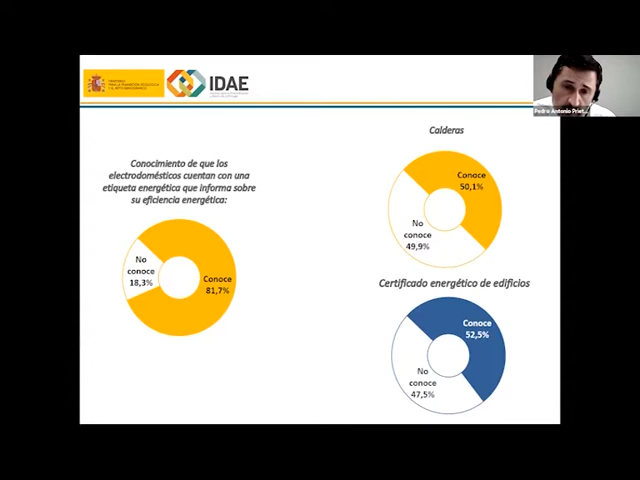 IDAE
Pedro Antonio
Conocimiento de que los
electrodomésticos cuentan con una
etiqueta energética que informa sobre
su eficiencia energética:
No
conoce
18,3%
Conoce
81,7%
Calderas
Conoce
50,1%
No
conoce
49,9%
Certificado energético de edificios
Conoce
52,5%
No
conoce
47,5%